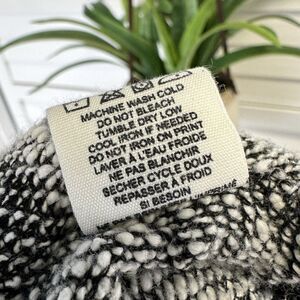 MACHINE WASH COLD
DO NOT BLEACH
TUMBLE DRY LOW
COOL IRON IF NEEDED
DO NOT IRON ON PRINT
LAVER À L'EAU FROIDE
NE PAS BLANCHIR
SECHER CYCLE DOUX
REPASSER À FROID
SI BESOIN